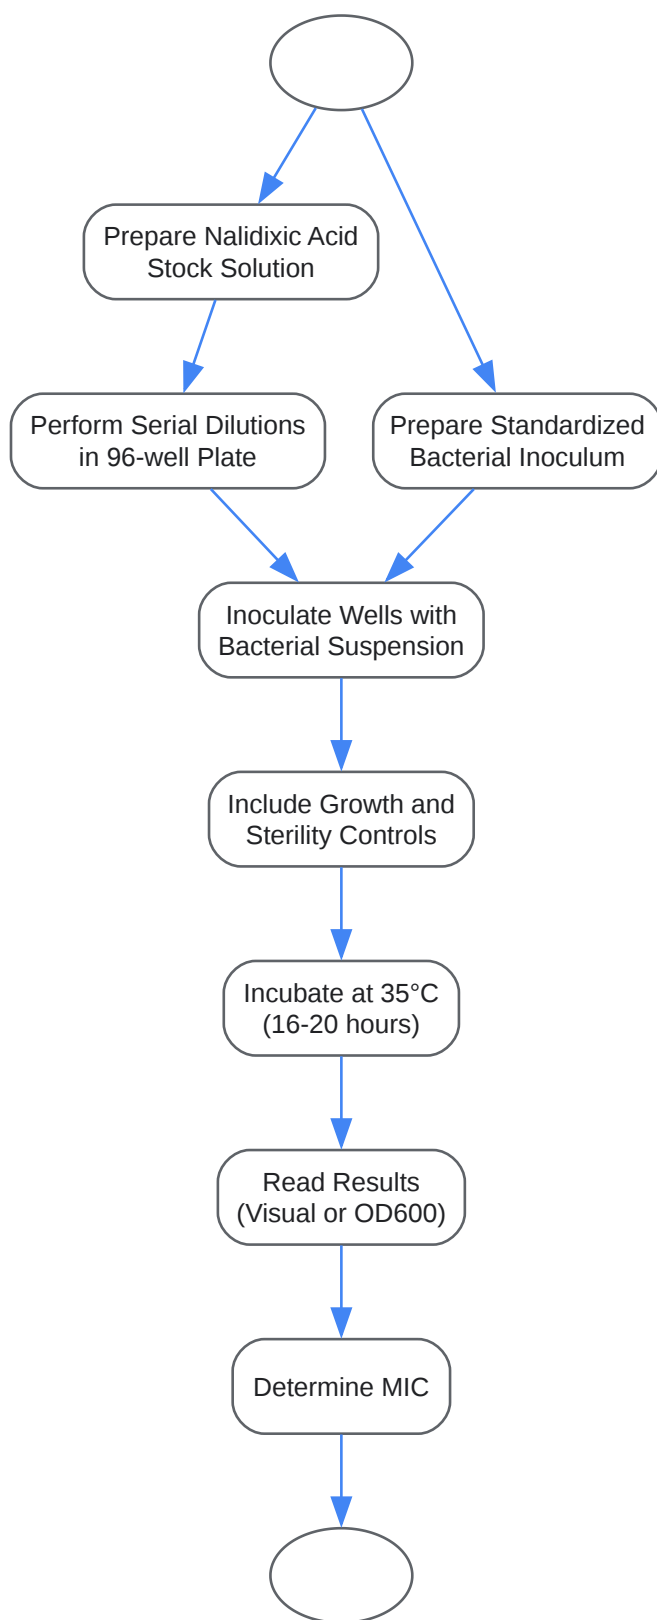 Prepare Nalidixic Acid
Stock Solution
Perform Serial Dilutions
in 96-well Plate
Prepare Standardized
Bacterial Inoculum
Inoculate Wells with
Bacterial Suspension
Include Growth and
Sterility Controls
Incubate at 35°C
(16-20 hours)
Read Results
(Visual or OD600)
Determine MIC